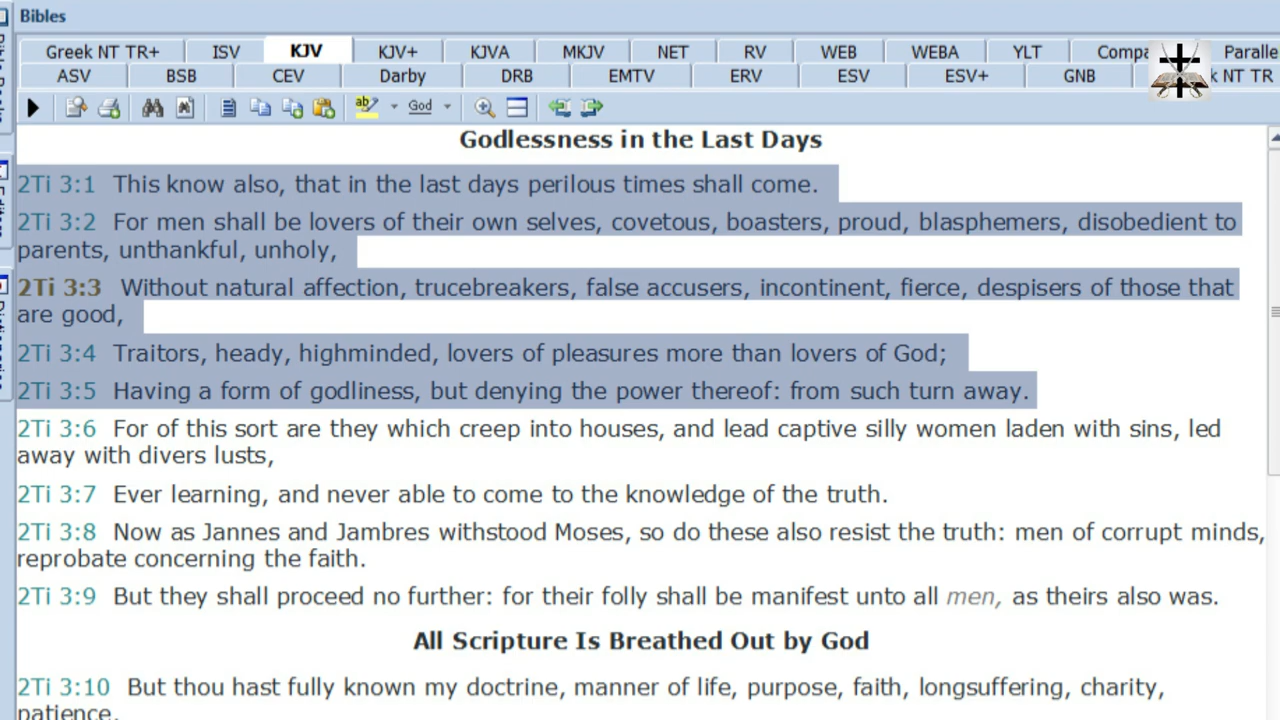 Bibles
Greek NT TR+ ISV KJV KJV+ KJVA MKJV NET RV WEB WEBA YLT Compa Paralle
ASV BSB CEV Darby DRB EMTV ERV ESV ESV+ GNB k NT TR
ab God
Godlessness in the Last Days
2Ti 3:1 This know also, that in the last days perilous times shall come.
2Ti 3:2 For men shall be lovers of their own selves, covetous, boasters, proud, blasphemers, disobedient to
parents, unthankful, unholy,
2Ti 3:3 Without natural affection, trucebreakers, false accusers, incontinent, fierce, despisers of those that
are good,
2Ti 3:4 Traitors, heady, highminded, lovers of pleasures more than lovers of God;
2Ti 3:5 Having a form of godliness, but denying the power thereof: from such turn away.
2Ti 3:6 For of this sort are they which creep into houses, and lead captive silly women laden with sins, led
away with divers lusts,
2Ti 3:7 Ever learning, and never able to come to the knowledge of the truth.
2Ti 3:8 Now as Jannes and Jambres withstood Moses, so do these also resist the truth: men of corrupt minds,
reprobate concerning the faith.
2Ti 3:9 But they shall proceed no further: for their folly shall be manifest unto all men, as theirs also was.
All Scripture Is Breathed Out by God
2Ti 3:10 But thou hast fully known my doctrine, manner of life, purpose, faith, longsuffering, charity,
patience,